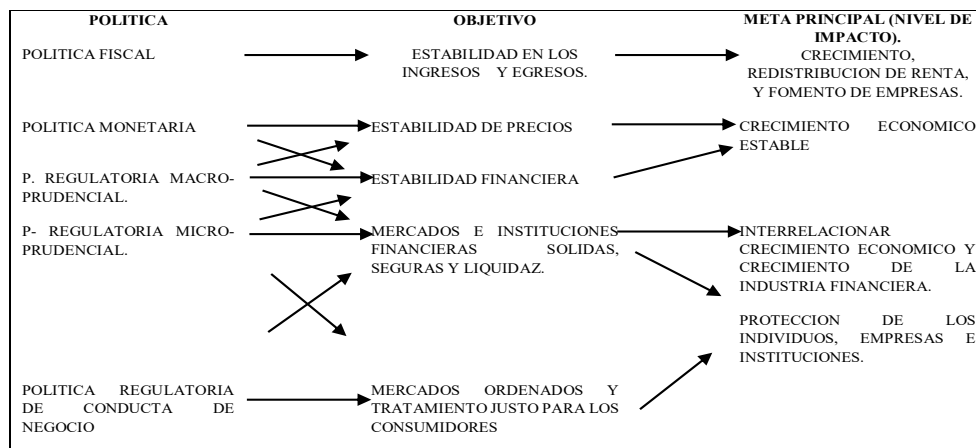 POLITICA OBJETIVO META PRINCIPAL (NIVEL DE
IMPACTO).
POLITICA FISCAL ESTABILIDAD EN LOS CRECIMIENTO,
INGRESOS Y EGRESOS. REDISTRIBUCION DE RENTA,
Y FOMENTO DE EMPRESAS.
POLITICA MONETARIA ESTABILIDAD DE PRECIOS CRECIMIENTO ECONOMICO
ESTABLE
P. REGULATORIA MACRO- ESTABILIDAD FINANCIERA
PRUDENCIAL.
P- REGULATORIA MICRO- MERCADOS E INSTITUCIONES INTERRELACIONAR
PRUDENCIAL. FINANCIERAS SOLIDAS, CRECIMIENTO ECONOMICO Y
SEGURAS Y LIQUIDAZ. CRECIMIENTO DE LA
INDUSTRIA FINANCIERA.
PROTECCION DE LOS
INDIVIDUOS, EMPRESAS E
INSTITUCIONES.
POLITICA REGULATORIA MERCADOS ORDENADOS Y
DE CONDUCTA DE TRATAMIENTO JUSTO PARA LOS
NEGOCIO CONSUMIDORES